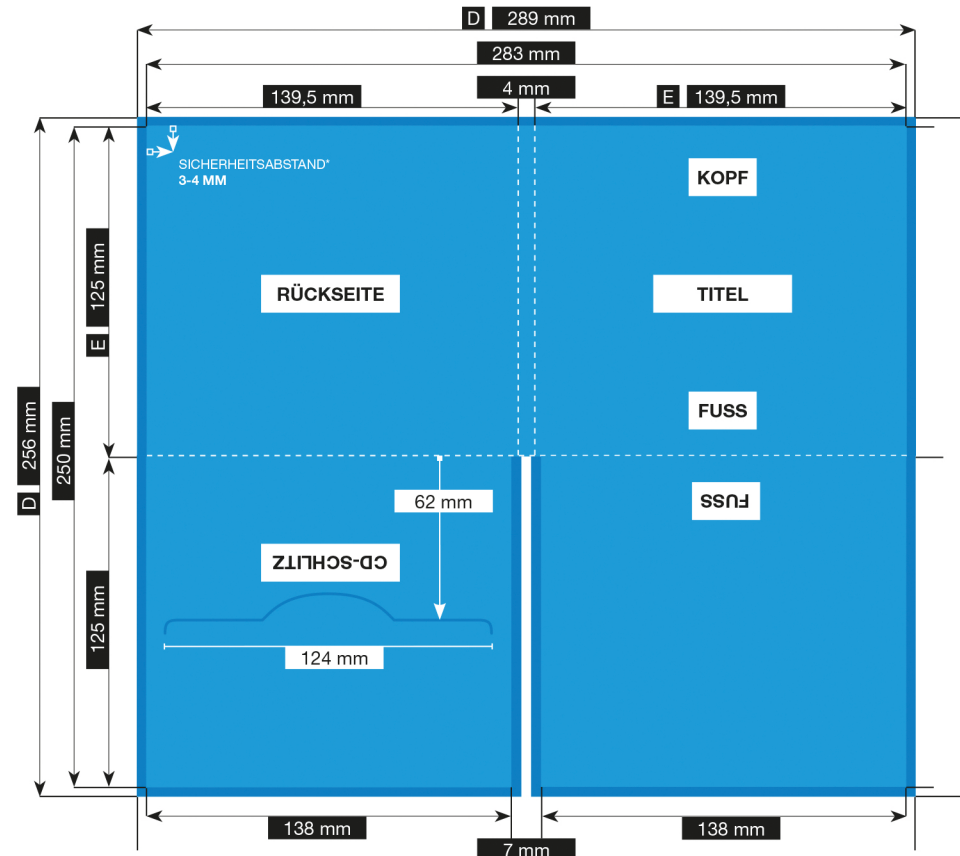 D 289 mm
283 mm
4 mm
139,5 mm
E 139,5 mm
SICHERHEITSABSTAND*
3-4 MM
KOPF
125 mm
E
RÜCKSEITE
TITEL
FUSS
D 256 mm
250 mm
62 mm
FUSS
CD-SCHLITZ
125 mm
124 mm
138 mm
138 mm
7 mm